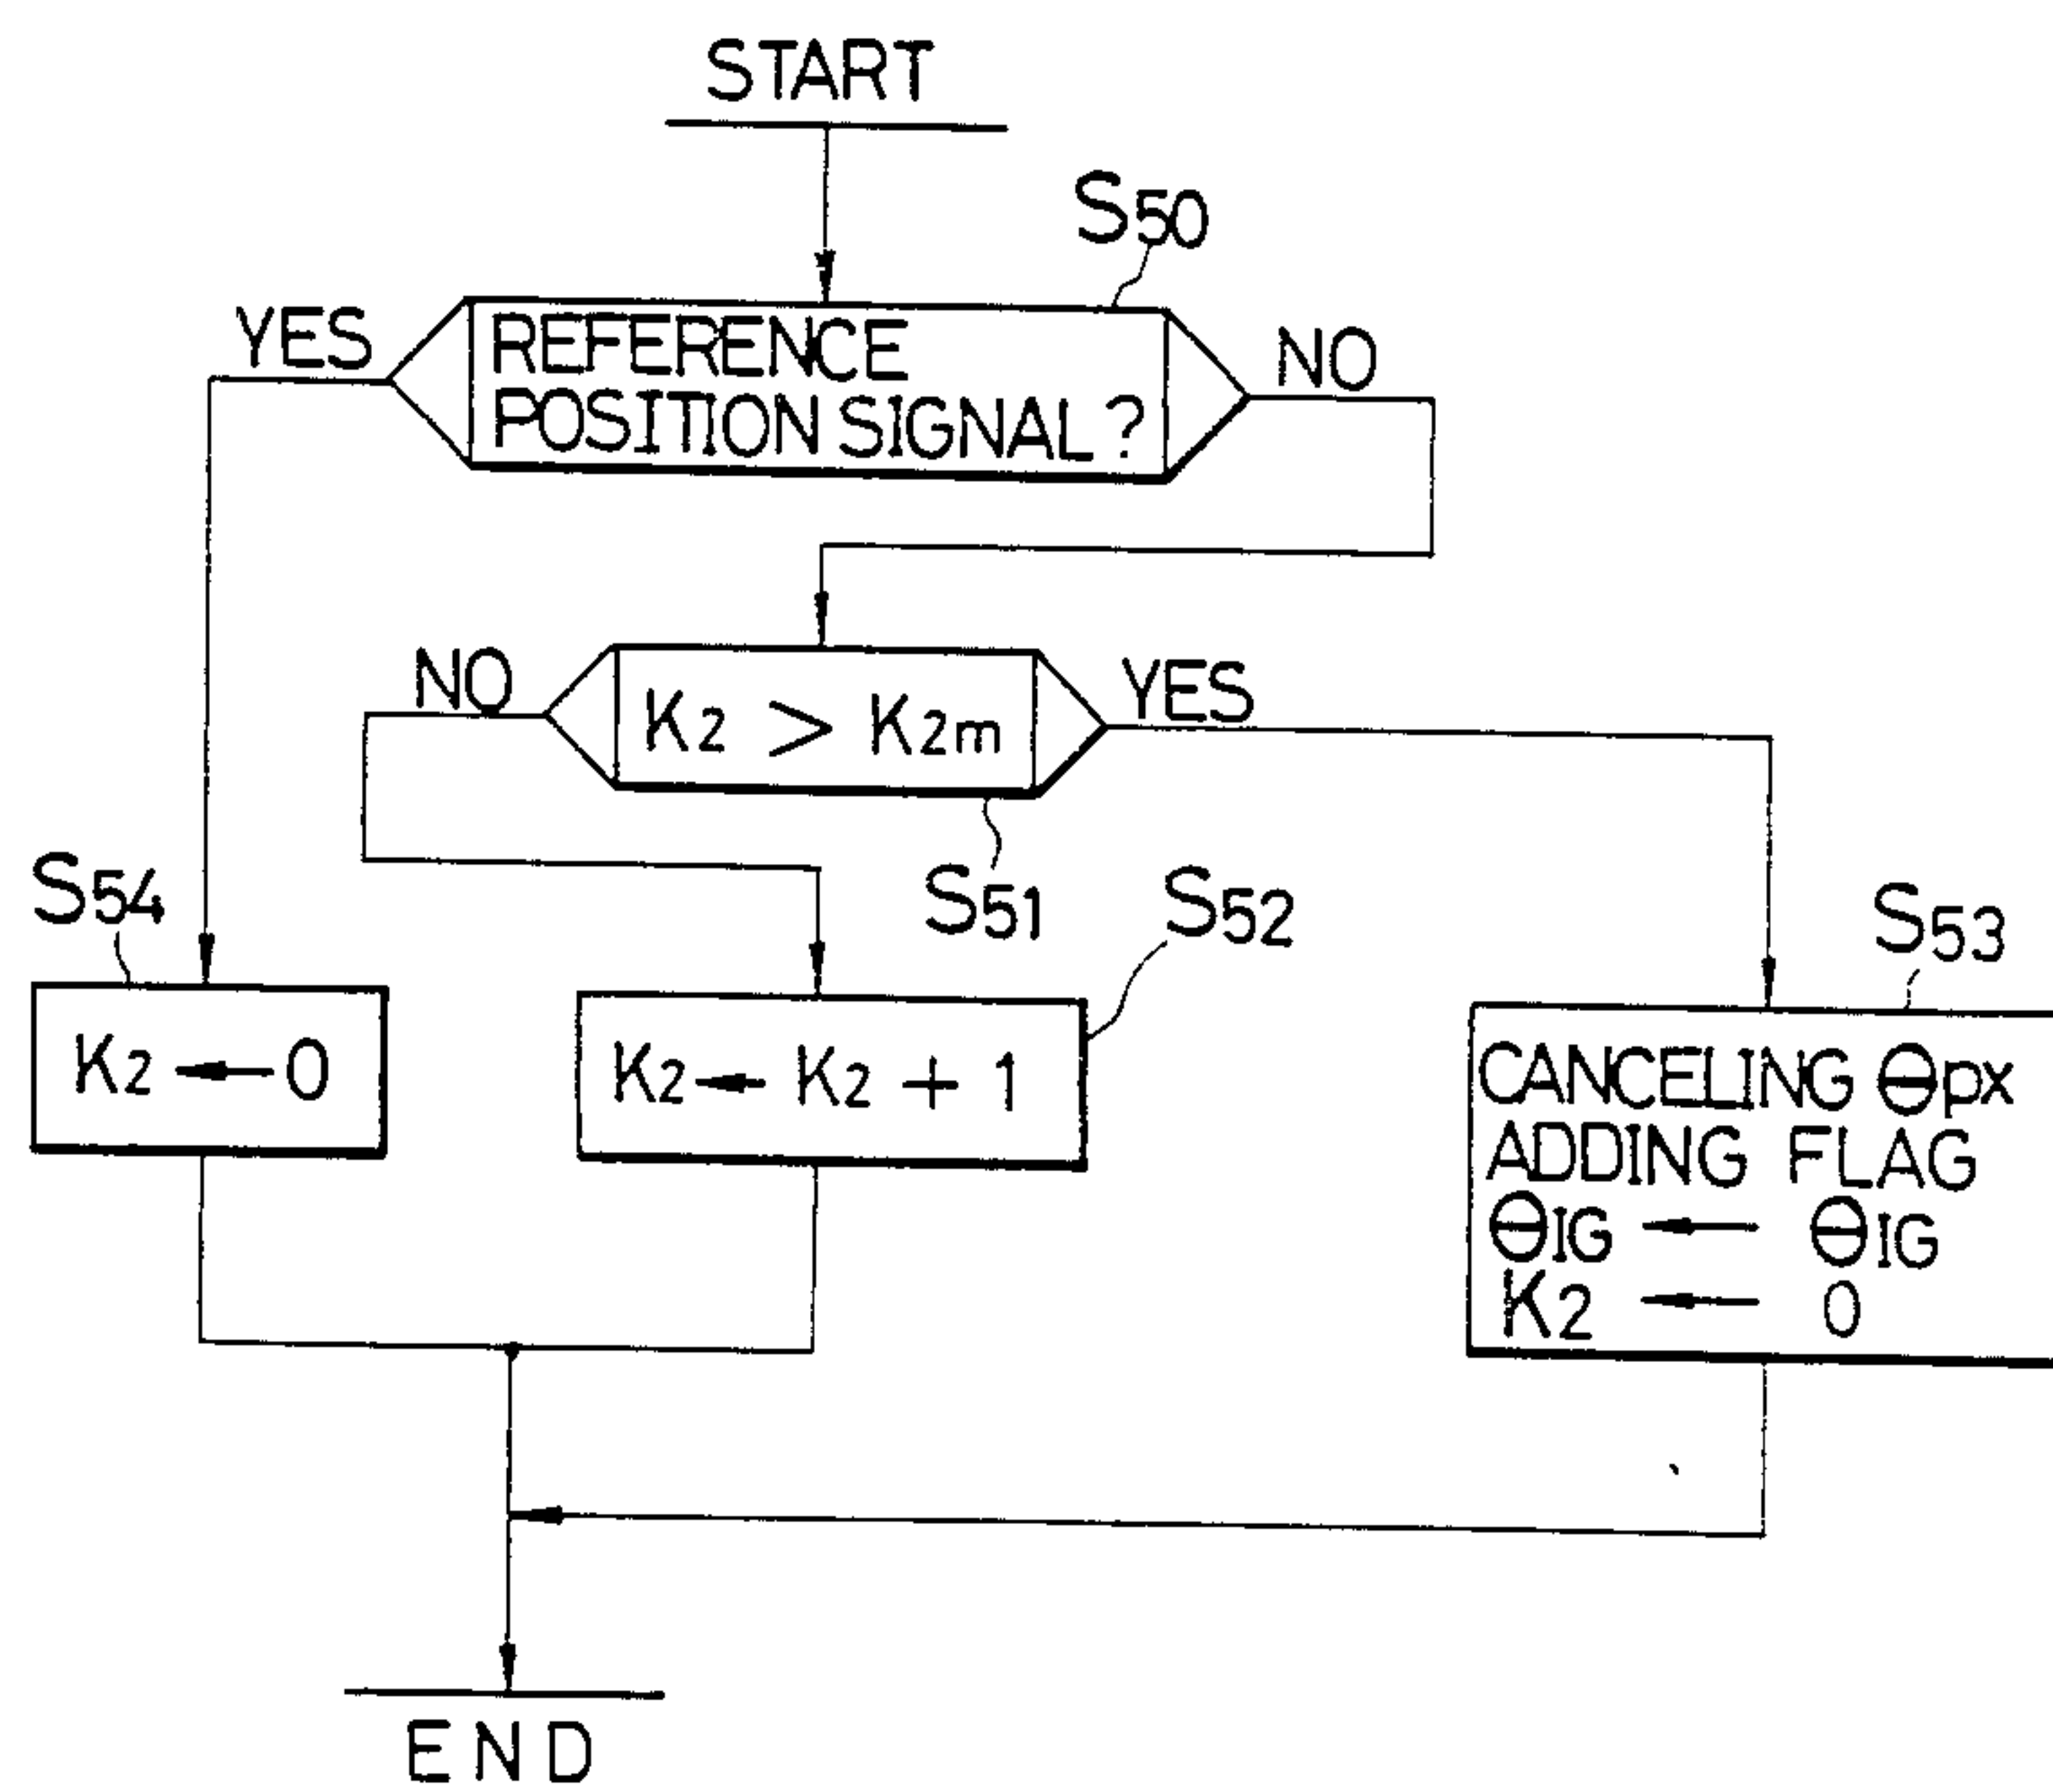 START
S50
YES
REFERENCE
POSITION SIGNAL?
NO
NO
K2 > K2m
YES
S51
S54
S52
S53
K2 ← 0
K2 ← K2 + 1
CANCELING Θpx
ADDING FLAG
ΘIG ← ΘIG
K2 ← 0
END